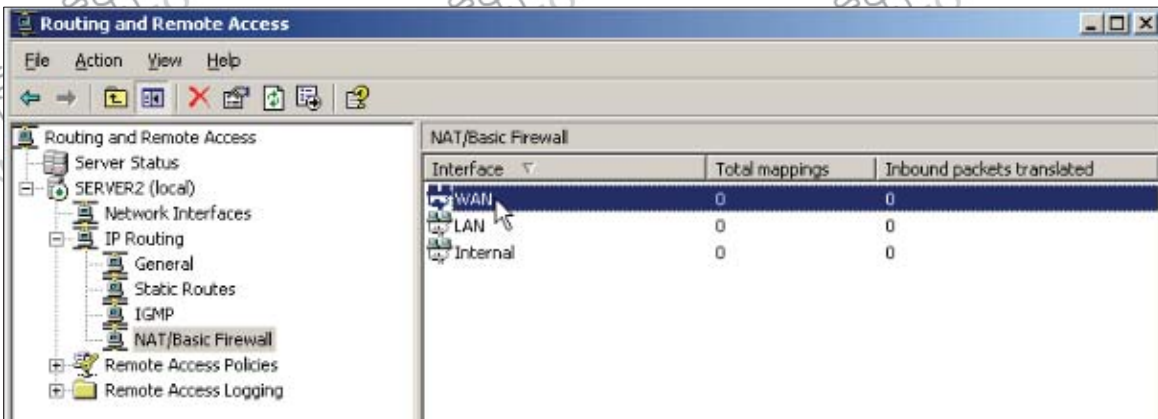 Routing and Remote Access
File Action View Help
Routing and Remote Access
Server Status
SERVER2 (local)
Network Interfaces
IP Routing
General
Static Routes
IGMP
NAT/Basic Firewall
Remote Access Policies
Remote Access Logging
NAT/Basic Firewall
Interface Total mappings Inbound packets translated
WAN 0 0
LAN 0 0
Internal 0 0